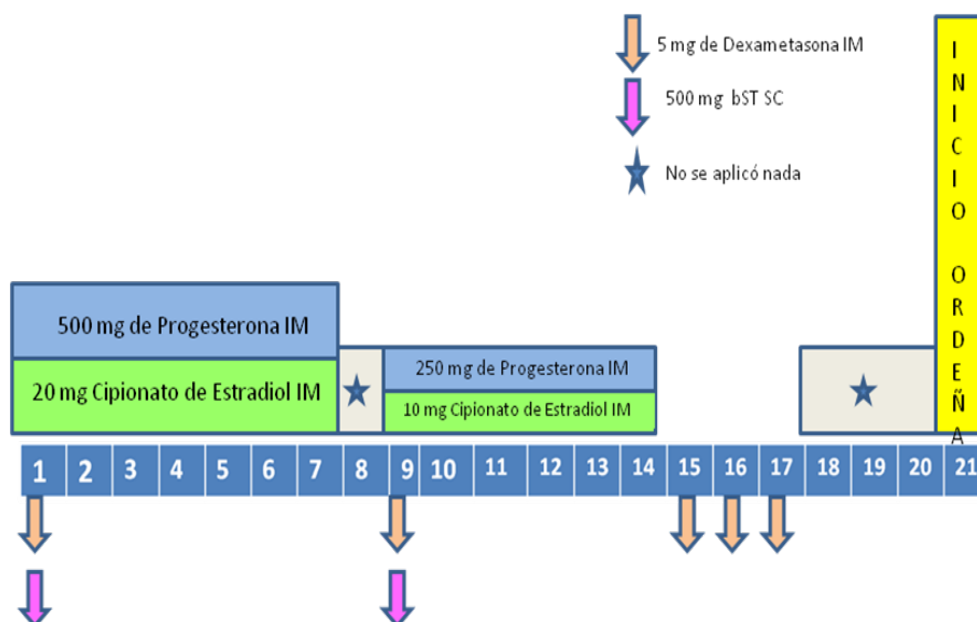 5 mg de Dexametasona IM
500 mg bST SC
No se aplicó nada
INICIO ORDEÑA
500 mg de Progesterona IM
20 mg Cipionato de Estradiol IM
250 mg de Progesterona IM
10 mg Cipionato de Estradiol IM
1 2 3 4 5 6 7 8 9 10 11 12 13 14 15 16 17 18 19 20 21